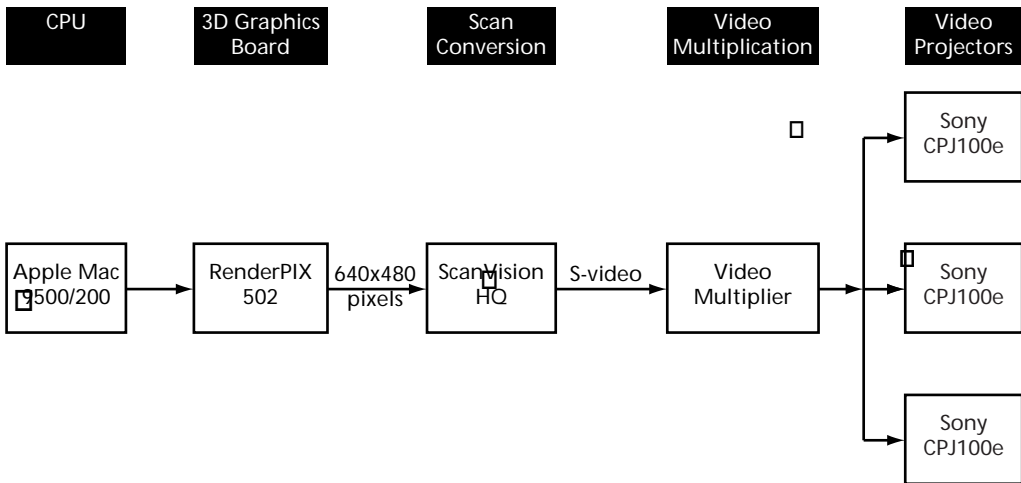 CPU
3D Graphics
Board
Scan
Conversion
Video
Multiplication
Video
Projectors
Sony
CPJ100e
Apple Mac
9500/200
RenderPIX
502
640x480
pixels
ScanVision
HQ
S-video
Video
Multiplier
Sony
CPJ100e
Sony
CPJ100e